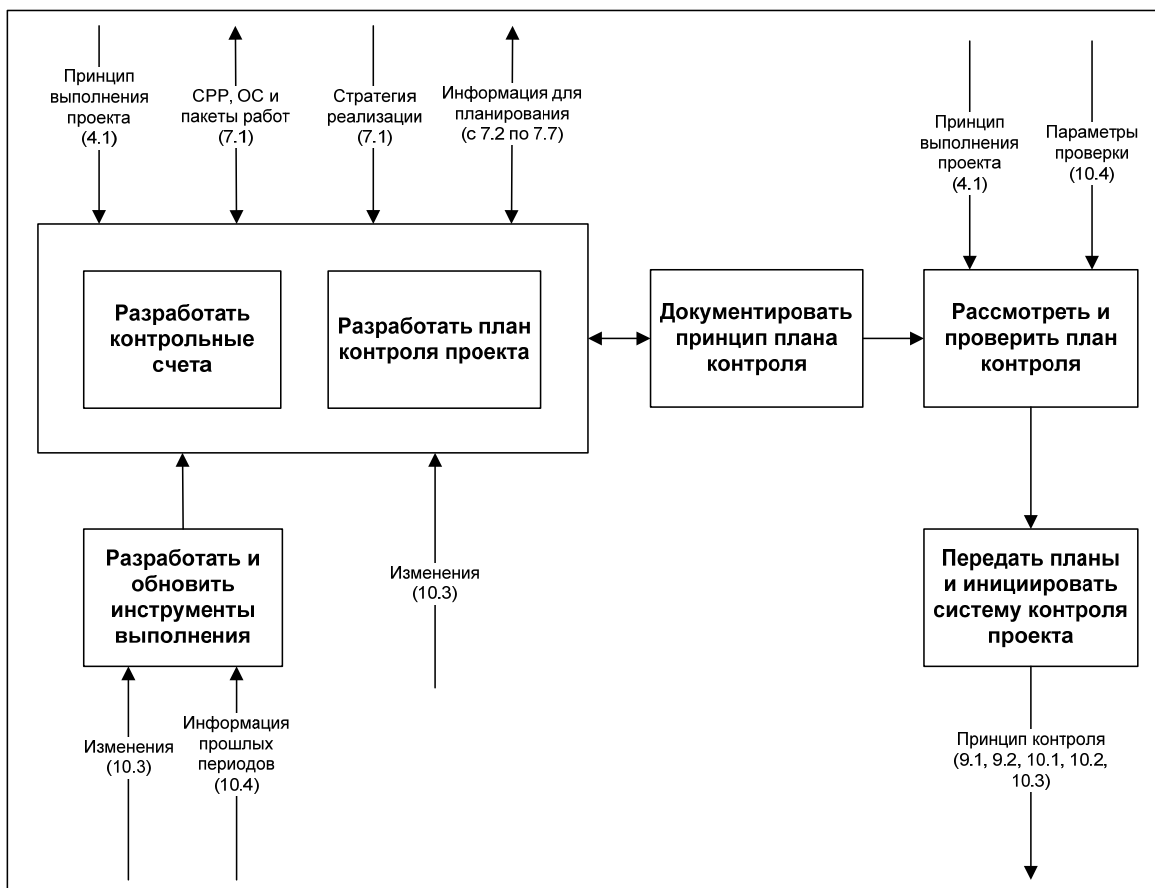 Принцип
выполнения
проекта
(4.1)
СРР, ОС и
пакеты работ
(7.1)
Стратегия
реализации
(7.1)
Информация для
планирования
(с 7.2 по 7.7)
Принцип
выполнения
проекта
(4.1)
Параметры
проверки
(10.4)
Разработать
контрольные
счета
Разработать план
контроля проекта
Документировать
принцип плана
контроля
Рассмотреть и
проверить план
контроля
Разработать и
обновить
инструменты
выполнения
Изменения
(10.3)
Передать планы
и инициировать
систему контроля
проекта
Изменения
(10.3)
Информация
прошлых
периодов
(10.4)
Принцип контроля
(9.1, 9.2, 10.1, 10.2,
10.3)